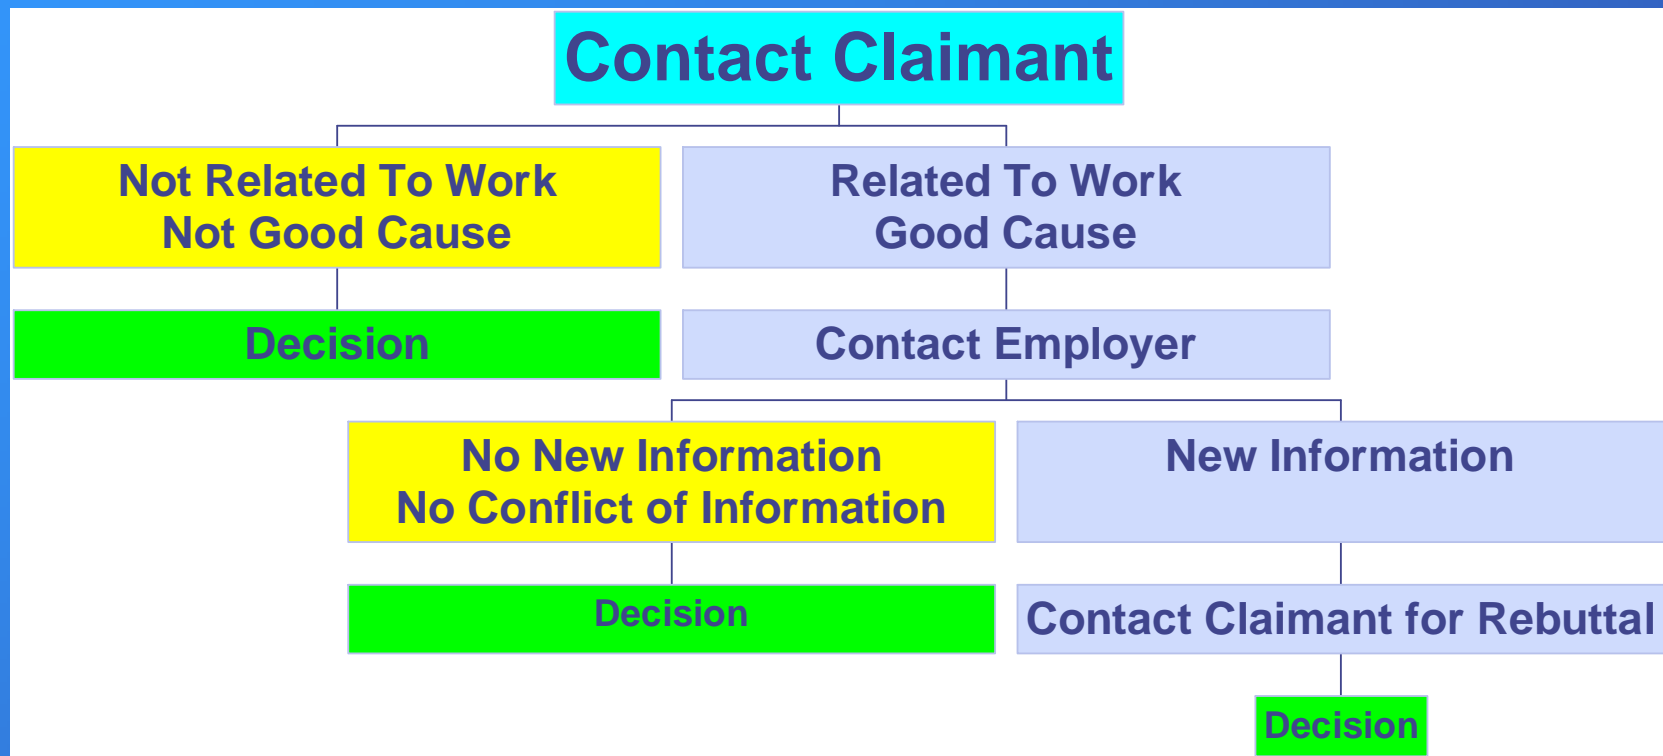 Contact Claimant
Not Related To Work
Not Good Cause
Related To Work
Good Cause
Decision
Contact Employer
No New Information
No Conflict of Information
New Information
Decision
Contact Claimant for Rebuttal
Decision